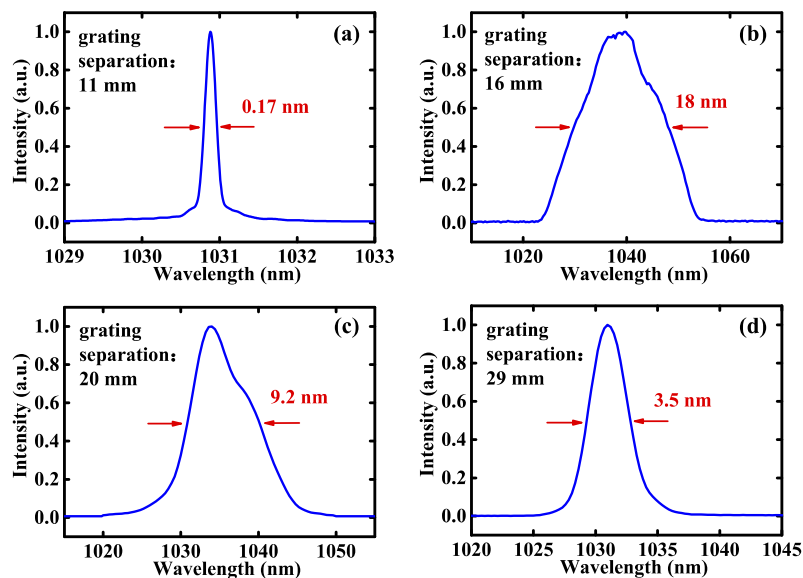 (a)
grating
separation:
11 mm
0.17 nm
Intensity (a.u.)
1.0
0.8
0.6
0.4
0.2
0.0
1029 1030 1031 1032 1033
Wavelength (nm)
(b)
grating
separation:
16 mm
18 nm
Intensity (a.u.)
1.0
0.8
0.6
0.4
0.2
0.0
1020 1040 1060
Wavelength (nm)
(c)
grating
separation:
20 mm
9.2 nm
Intensity (a.u.)
1.0
0.8
0.6
0.4
0.2
0.0
1020 1030 1040 1050
Wavelength (nm)
(d)
grating
separation:
29 mm
3.5 nm
Intensity (a.u.)
1.0
0.8
0.6
0.4
0.2
0.0
1020 1025 1030 1035 1040 1045
Wavelength (nm)